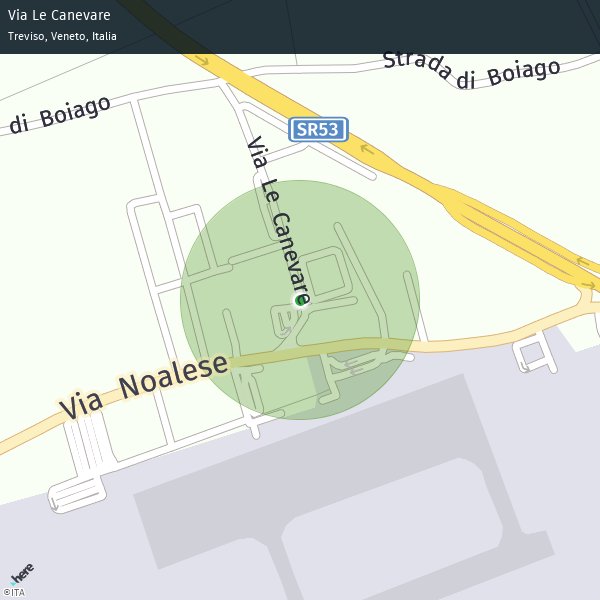 Via Le Canevare
Treviso, Veneto, Italia
Strada di Boiago
di Boiago
SR53
Via Le Canevare
Via Noalese
here
©ITA